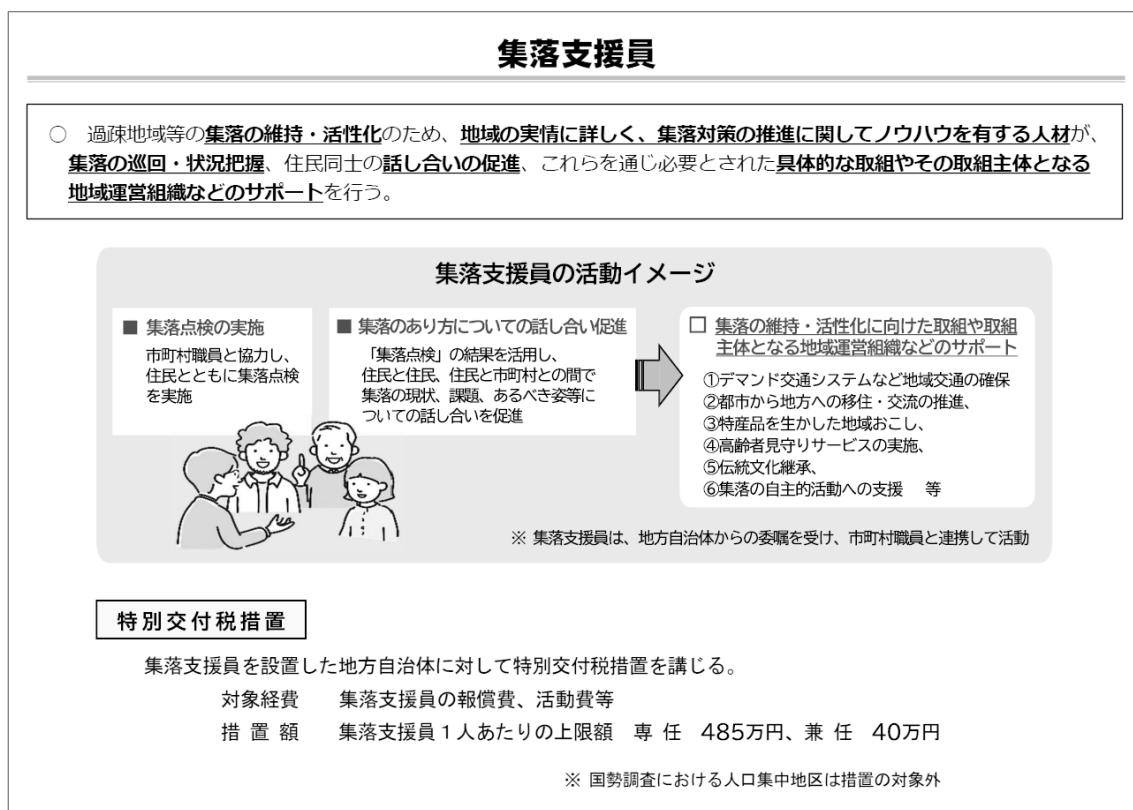 集落支援員
○　過疎地域等の集落の維持・活性化のため、地域の実情に詳しく、集落対策の推進に関してノウハウを有する人材が、
集落の巡回・状況把握、住民同士の話し合いの促進、これらを通じ必要とされた具体的な取組やその取組主体となる
地域運営組織などのサポートを行う。
集落支援員の活動イメージ
■ 集落点検の実施
市町村職員と協力し、
住民とともに集落点検
を実施
■ 集落のあり方についての話し合い促進
「集落点検」の結果を活用し、
住民と住民、住民と市町村との間で
集落の現状、課題、あるべき姿等に
ついての話し合いを促進
□ 集落の維持・活性化に向けた取組や取組
主体となる地域運営組織などのサポート
①デマンド交通システムなど地域交通の確保
②都市から地方への移住・交流の推進、
③特産品を生かした地域おこし、
④高齢者見守りサービスの実施、
⑤伝統文化継承、
⑥集落の自主的活動への支援　等
※ 集落支援員は、地方自治体からの委嘱を受け、市町村職員と連携して活動
特別交付税措置
集落支援員を設置した地方自治体に対して特別交付税措置を講じる。
対象経費　集落支援員の報償費、活動費等
措 置 額　集落支援員１人あたりの上限額　専 任　485万円、兼 任　40万円
※ 国勢調査における人口集中地区は措置の対象外